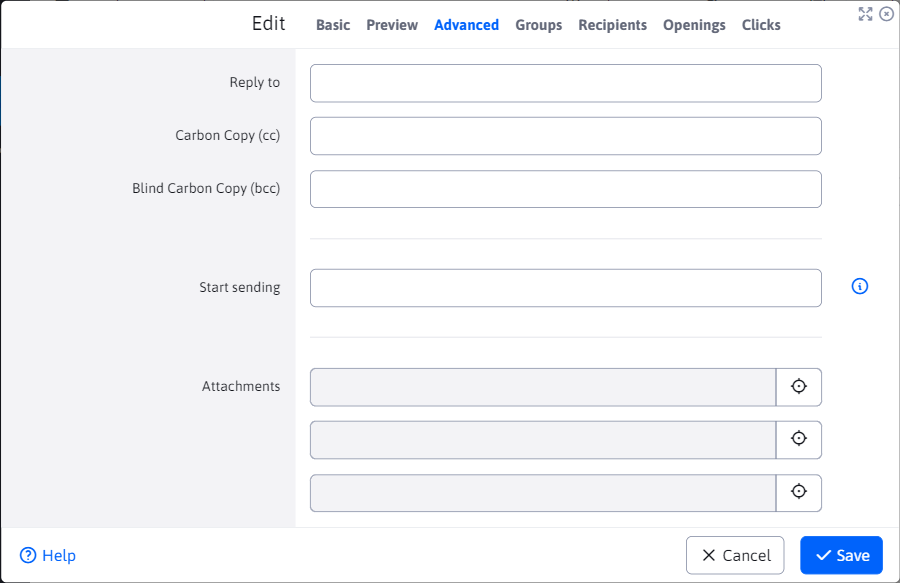 Edit
Basic Preview Advanced Groups Recipients Openings Clicks
Reply to
Carbon Copy (cc)
Blind Carbon Copy (bcc)
Start sending
Attachments
Help
Cancel
Save